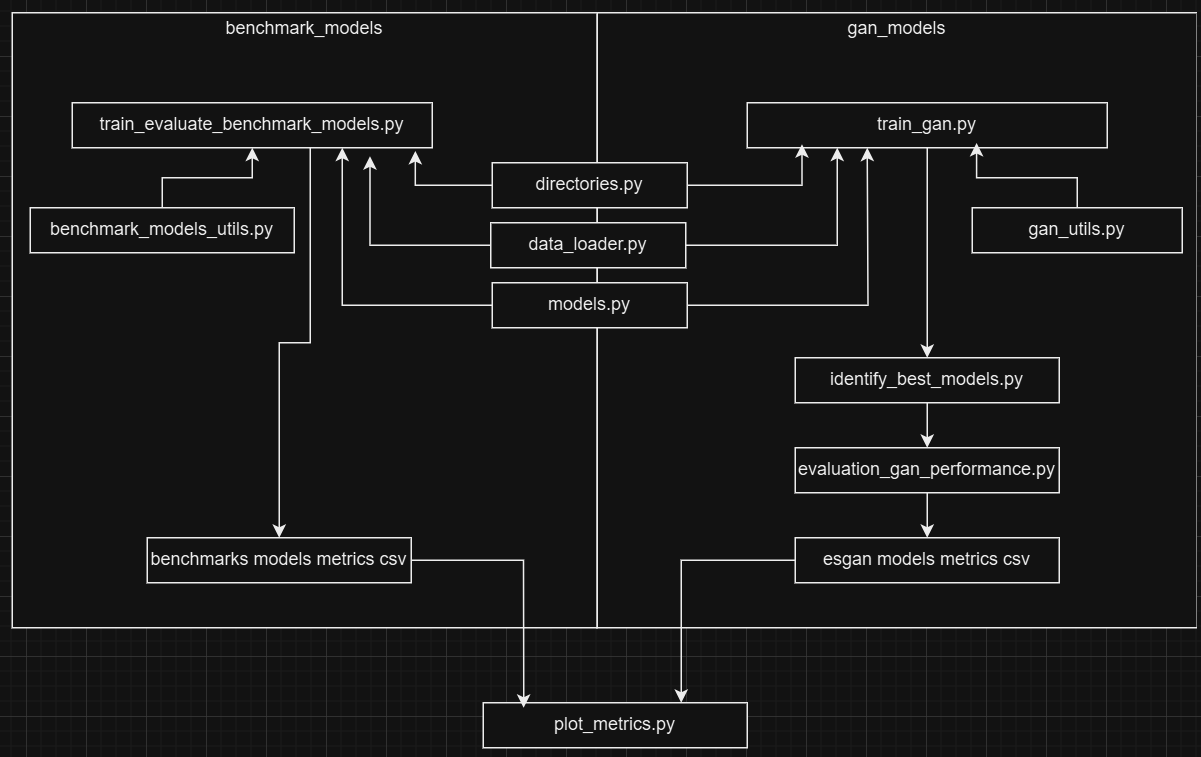 benchmark_models
gan_models
train_evaluate_benchmark_models.py
train_gan.py
directories.py
benchmark_models_utils.py
data_loader.py
gan_utils.py
models.py
identify_best_models.py
evaluation_gan_performance.py
benchmarks models metrics csv
esgan models metrics csv
plot_metrics.py